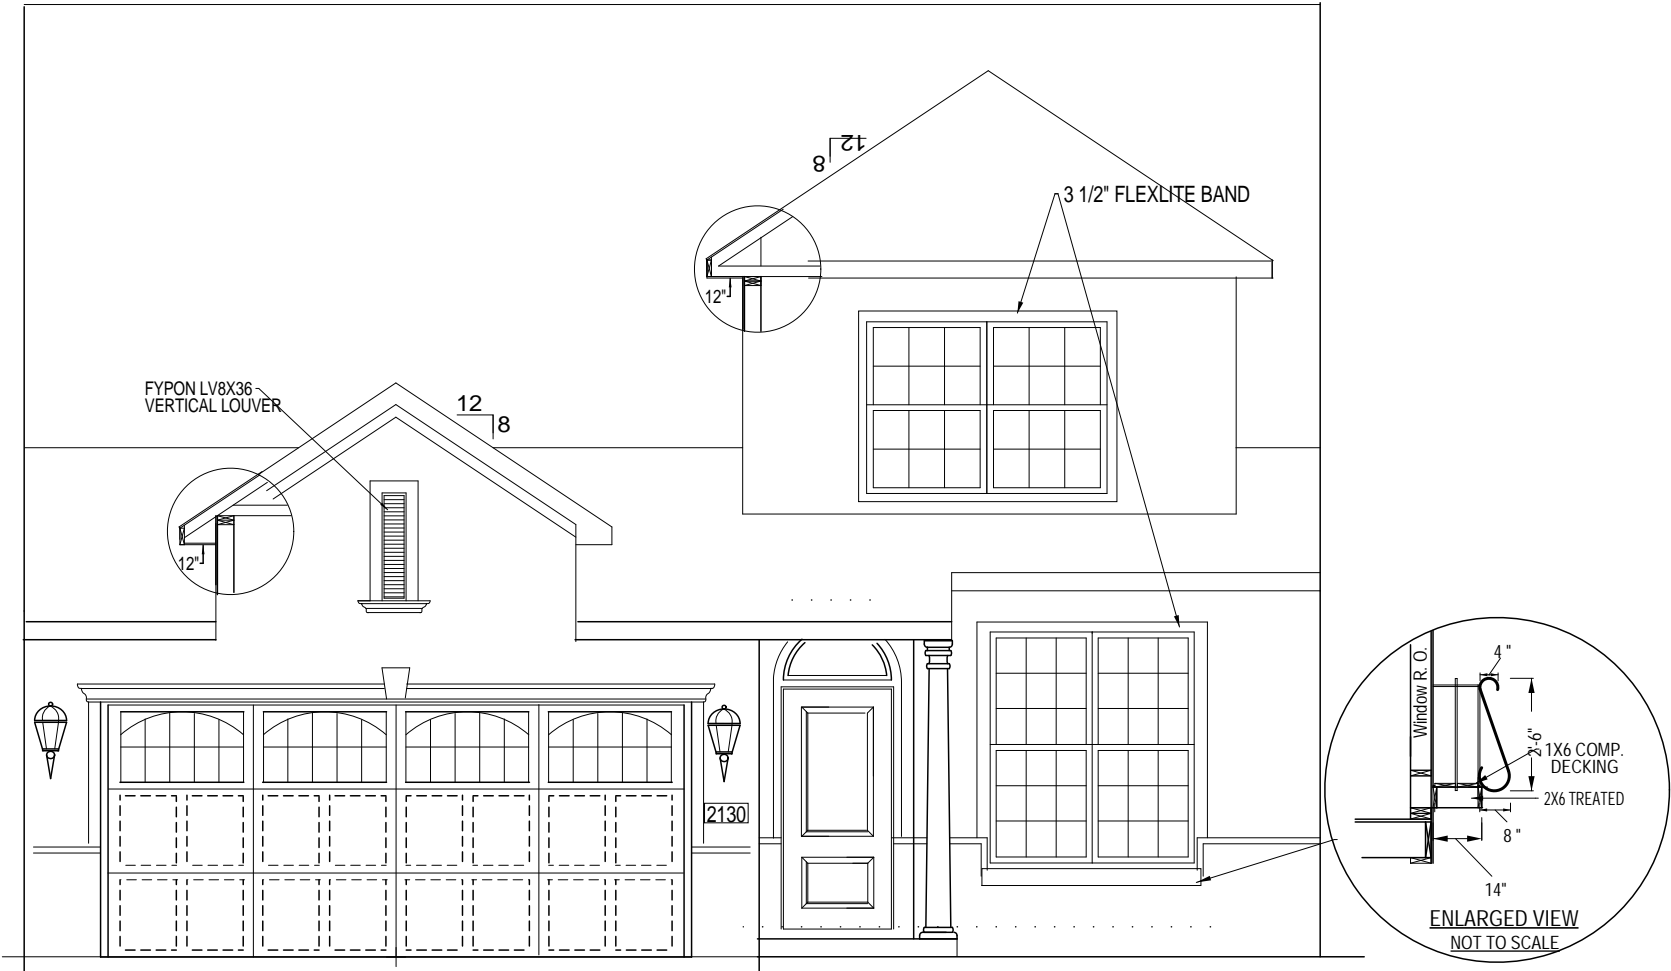 12
8
3 1/2" FLEXLITE BAND
12"
FYPON LV8X36
VERTICAL LOUVER
12
8
12"
2130
Window R. O.
4 "
2'-6"
1X6 COMP.
DECKING
2X6 TREATED
8 "
14"
ENLARGED VIEW
NOT TO SCALE